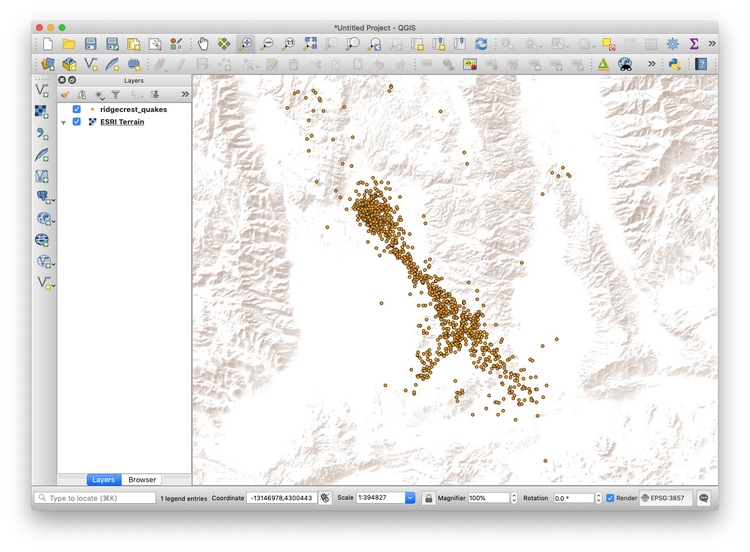 *Untitled Project - QGIS
Layers
ridgecrest_quakes
ESRI Terrain
Layers Browser
Type to locate (⌘K) 1 legend entries Coordinate -13146978,4300443 Scale 1:394827 Magnifier 100% Rotation 0.0 ° Render EPSG:3857